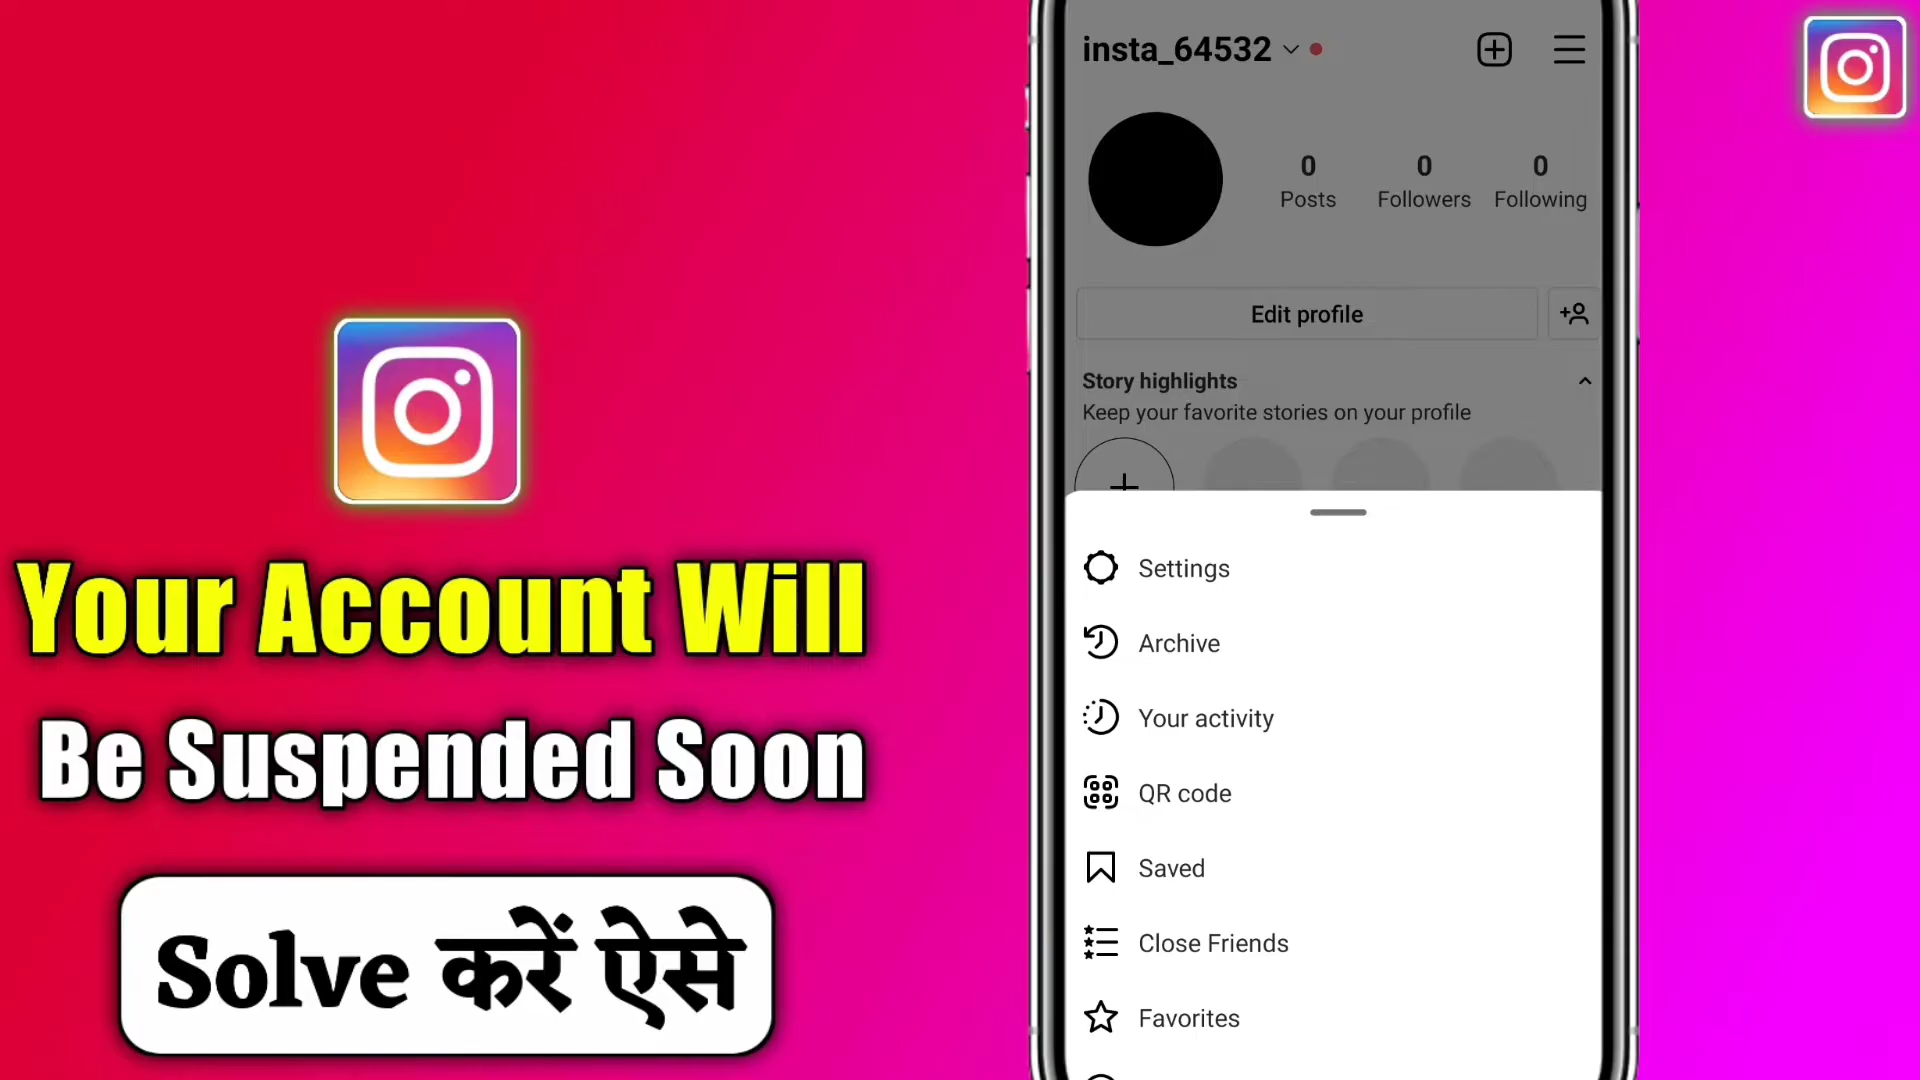 Your Account Will
Be Suspended Soon
Solve करें ऐसे
insta_64532
0 0 0
Posts Followers Following
Edit profile
Story highlights
Keep your favorite stories on your profile
Settings
Archive
Your activity
QR code
Saved
Close Friends
Favorites